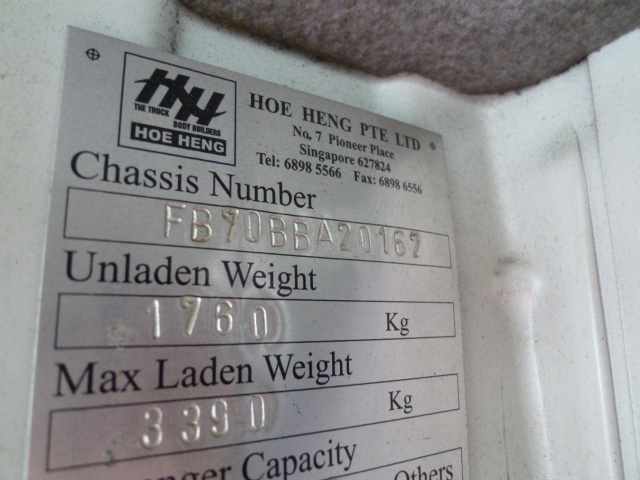 HH
THE TRUCK
BODY BUILDERS
HOE HENG
HOE HENG PTE LTD
No. 7 Pioneer Place
Singapore 627824
Tel: 6898 5566 Fax: 6898 6556
Chassis Number
FB70BBA20162
Unladen Weight
1760 Kg
Max Laden Weight
3390 Kg
Capacity
Others